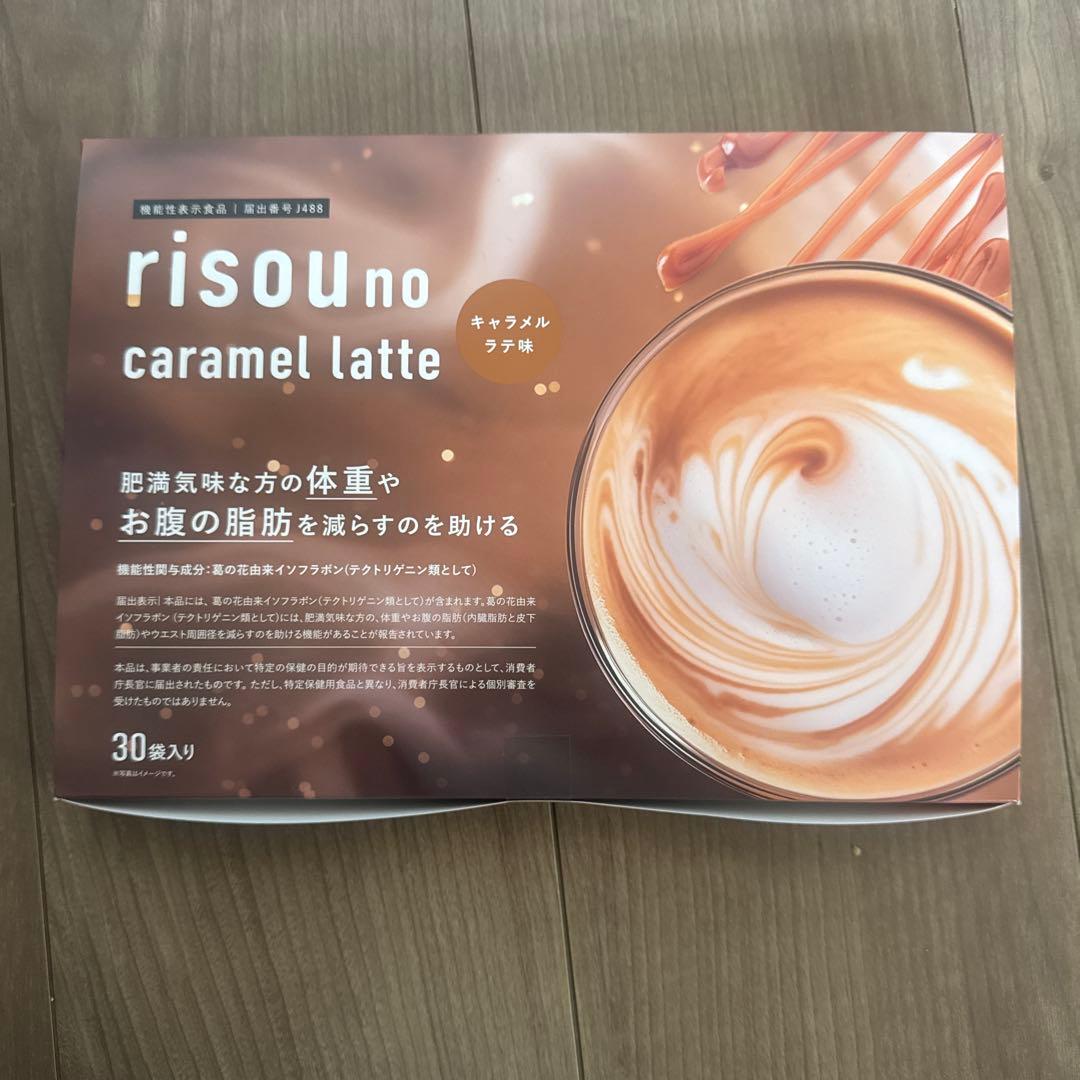 機能性表示食品 | 届出番号 J488
risou no
caramel latte
キャラメル
ラテ味
肥満気味な方の体重や
お腹の脂肪を減らすのを助ける
機能性関与成分:葛の花由来イソフラボン(テクトリゲニン類として)
届出表示| 本品には、葛の花由来イソフラボン(テクトリゲニン類として)が含まれます。葛の花由来
イソフラボン (テクトリゲニン類として)には、肥満気味な方の、体重やお腹の脂肪(内臓脂肪と皮下
脂肪)やウエスト周囲径を減らすのを助ける機能があることが報告されています。
本品は、事業者の責任において特定の保健の目的が期待できる旨を表示するものとして、消費者
庁長官に届出されたものです。ただし、特定保健用食品と異なり、消費者庁長官による個別審査を
受けたものではありません。
30袋入り
※写真はイメージです。